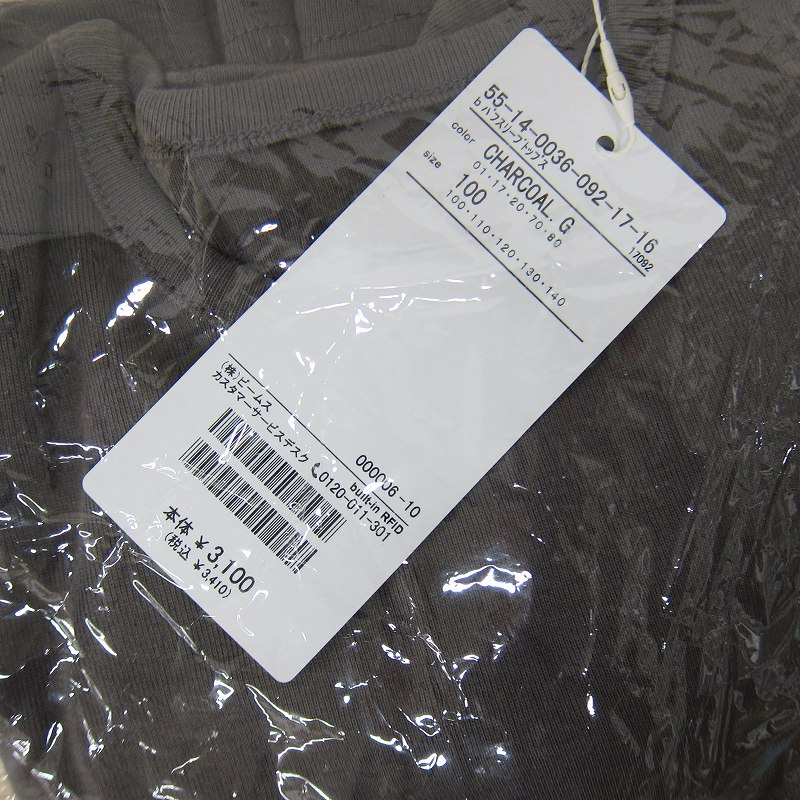 55-14-0036-092-17-16
b パフスリーブトップス 17092
color CHARCOAL. G
01・17・20・70・80
size 100
100・110・120・130・140
000006-10
(株)ビームス built-in RFID
カスタマーサービスデスク 0120-011-301
本体 ¥3,100
(税込 ¥3,410)